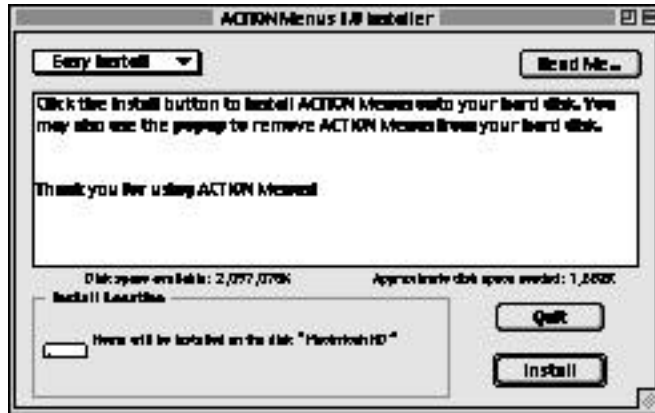 ACTION Menus 1.0 Installer
Easy Install
Read Me...
Click the Install button to install ACTION Menus onto your hard disk. You
may also use the popup to remove ACTION Menus from your hard disk.
Thank you for using ACTION Menus!
Disk space available: 2,097,076K
Approximate disk space needed:
Install Location
Items will be installed on the disk "Macintosh HD"
Quit
Install